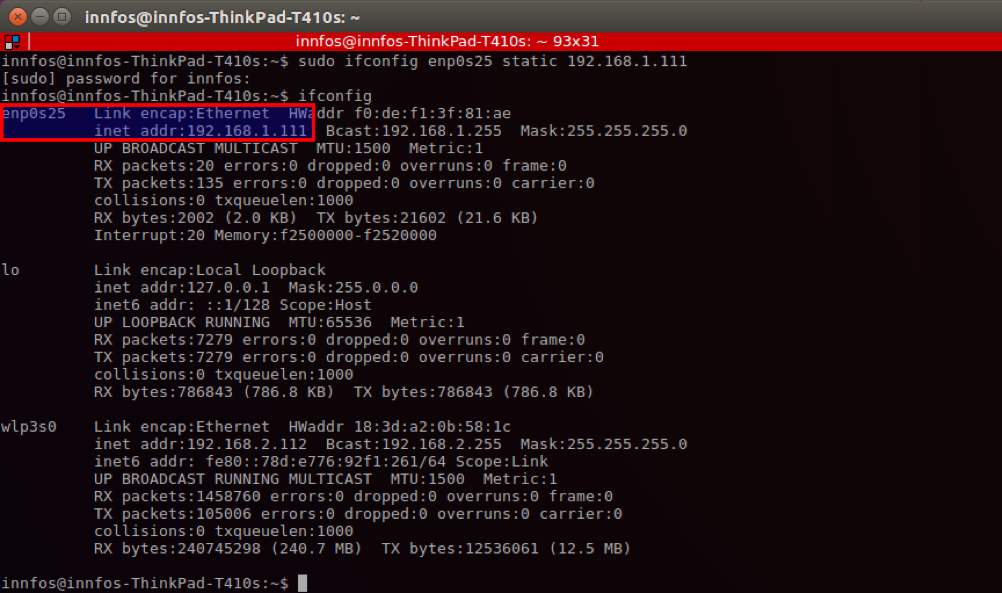 innfos@innfos-ThinkPad-T410s: ~
innfos@innfos-ThinkPad-T410s: ~ 93x31
innfos@innfos-ThinkPad-T410s:~$ sudo ifconfig enp0s25 static 192.168.1.111
[sudo] password for innfos:
innfos@innfos-ThinkPad-T410s:~$ ifconfig
enp0s25   Link encap:Ethernet  HWaddr f0:de:f1:3f:81:ae
          inet addr:192.168.1.111  Bcast:192.168.1.255  Mask:255.255.255.0
          UP BROADCAST MULTICAST  MTU:1500  Metric:1
          RX packets:20 errors:0 dropped:0 overruns:0 frame:0
          TX packets:135 errors:0 dropped:0 overruns:0 carrier:0
          collisions:0 txqueuelen:1000
          RX bytes:2002 (2.0 KB)  TX bytes:21602 (21.6 KB)
          Interrupt:20 Memory:f2500000-f2520000
lo        Link encap:Local Loopback
          inet addr:127.0.0.1  Mask:255.0.0.0
          inet6 addr: ::1/128 Scope:Host
          UP LOOPBACK RUNNING  MTU:65536  Metric:1
          RX packets:7279 errors:0 dropped:0 overruns:0 frame:0
          TX packets:7279 errors:0 dropped:0 overruns:0 carrier:0
          collisions:0 txqueuelen:1000
          RX bytes:786843 (786.8 KB)  TX bytes:786843 (786.8 KB)
wlp3s0    Link encap:Ethernet  HWaddr 18:3d:a2:0b:58:1c
          inet addr:192.168.2.112  Bcast:192.168.2.255  Mask:255.255.255.0
          inet6 addr: fe80::78d:e776:92f1:261/64 Scope:Link
          UP BROADCAST RUNNING MULTICAST  MTU:1500  Metric:1
          RX packets:1458760 errors:0 dropped:0 overruns:0 frame:0
          TX packets:105006 errors:0 dropped:0 overruns:0 carrier:0
          collisions:0 txqueuelen:1000
          RX bytes:240745298 (240.7 MB)  TX bytes:12536061 (12.5 MB)
innfos@innfos-ThinkPad-T410s:~$